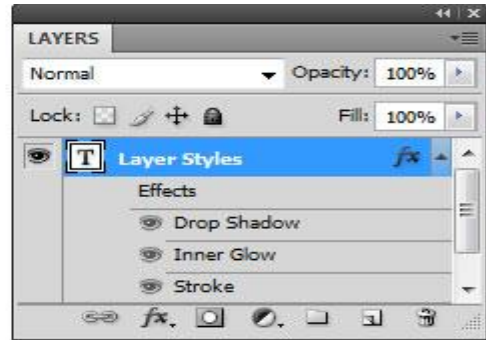 LAYERS
Normal Opacity: 100%
Lock: Fill: 100%
T Layer Styles fx
Effects
Drop Shadow
Inner Glow
Stroke
fx.